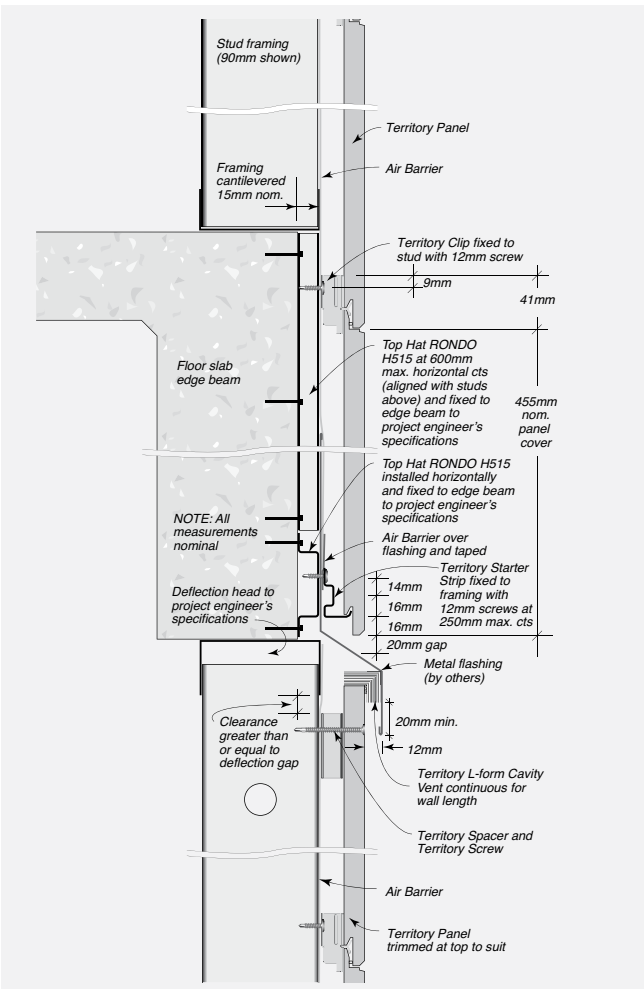 Stud framing
(90mm shown)
Territory Panel
Air Barrier
Framing
cantilevered
15mm nom.
Territory Clip fixed to
stud with 12mm screw
9mm
41mm
Top Hat RONDO
H515 at 600mm
max. horizontal cts
(aligned with studs
above) and fixed to
edge beam to
project engineer's
specifications
Floor slab
edge beam
455mm
nom.
panel
cover
Top Hat RONDO H515
installed horizontally
and fixed to edge beam
to project engineer's
specifications
NOTE: All
measurements
nominal
Air Barrier over
flashing and taped
Territory Starter
Strip fixed to
framing with
12mm screws at
250mm max. cts
14mm
16mm
16mm
20mm gap
Deflection head to
project engineer's
specifications
Metal flashing
(by others)
20mm min.
12mm
Clearance
greater than
or equal to
deflection gap
Territory L-form Cavity
Vent continuous for
wall length
Territory Spacer and
Territory Screw
Air Barrier
Territory Panel
trimmed at top to suit